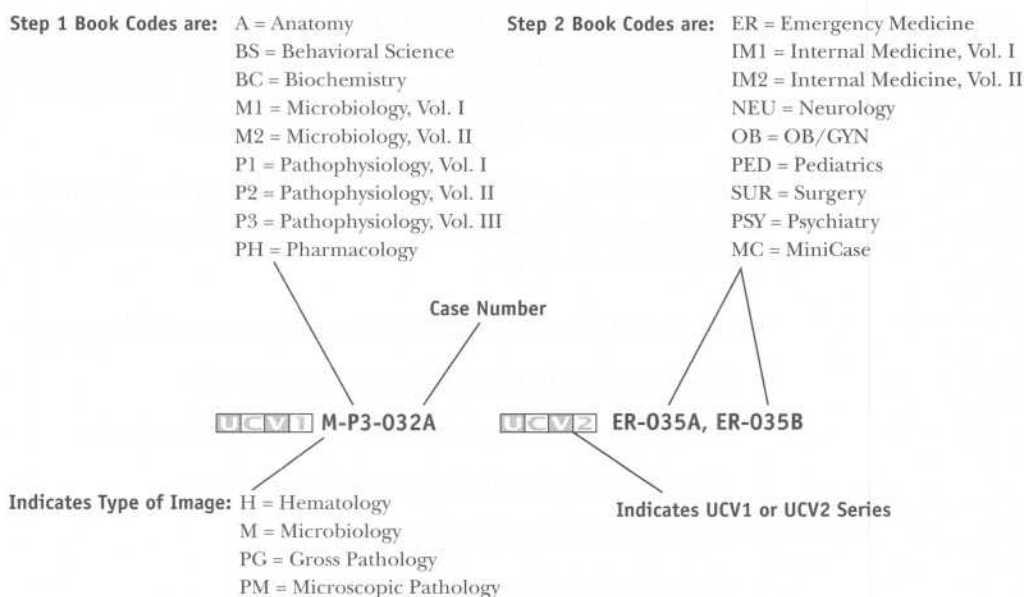 Step 1 Book Codes are: A = Anatomy
BS = Behavioral Science
BC = Biochemistry
M1 = Microbiology, Vol. I
M2 = Microbiology, Vol. II
P1 = Pathophysiology, Vol. I
P2 = Pathophysiology, Vol. II
P3 = Pathophysiology, Vol. III
PH = Pharmacology
Step 2 Book Codes are: ER = Emergency Medicine
IM1 = Internal Medicine, Vol. I
IM2 = Internal Medicine, Vol. II
NEU = Neurology
OB = OB/GYN
PED = Pediatrics
SUR = Surgery
PSY = Psychiatry
MC = MiniCase
Case Number
UCV1 M-P3-032A
UCV2 ER-035A, ER-035B
Indicates Type of Image: H = Hematology
M = Microbiology
PG = Gross Pathology
PM = Microscopic Pathology
Indicates UCV1 or UCV2 Series